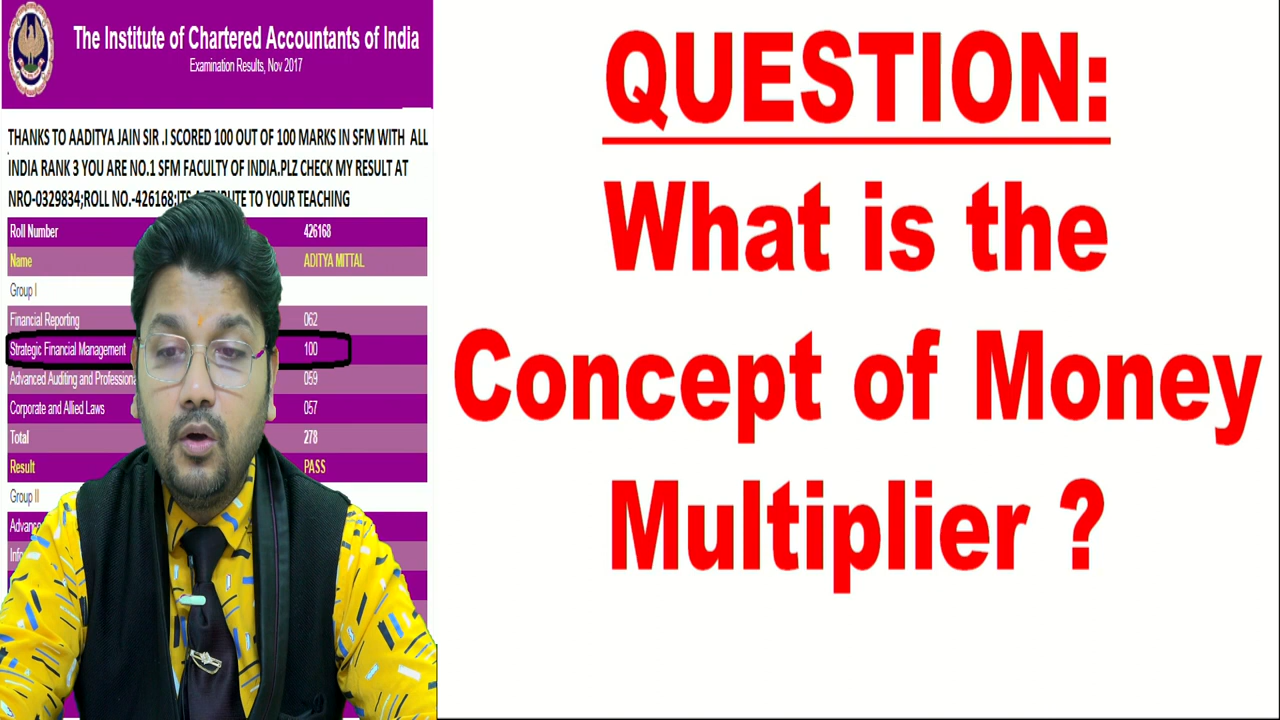 The Institute of Chartered Accountants of India
Examination Results, Nov 2017
THANKS TO AADITYA JAIN SIR .I SCORED 100 OUT OF 100 MARKS IN SFM WITH ALL
INDIA RANK 3 YOU ARE NO.1 SFM FACULTY OF INDIA.PLZ CHECK MY RESULT AT
NRO-0329834;ROLL NO.-426168;ITS TO YOUR TEACHING
Roll Number 426168
Name ADITYA MITTAL
Group I
Financial Reporting 062
Strategic Financial Management 100
Advanced Auditing and 059
Corporate and Allied Laws 057
Total 278
Result PASS
Group II
QUESTION:
What is the
Concept of Money
Multiplier ?